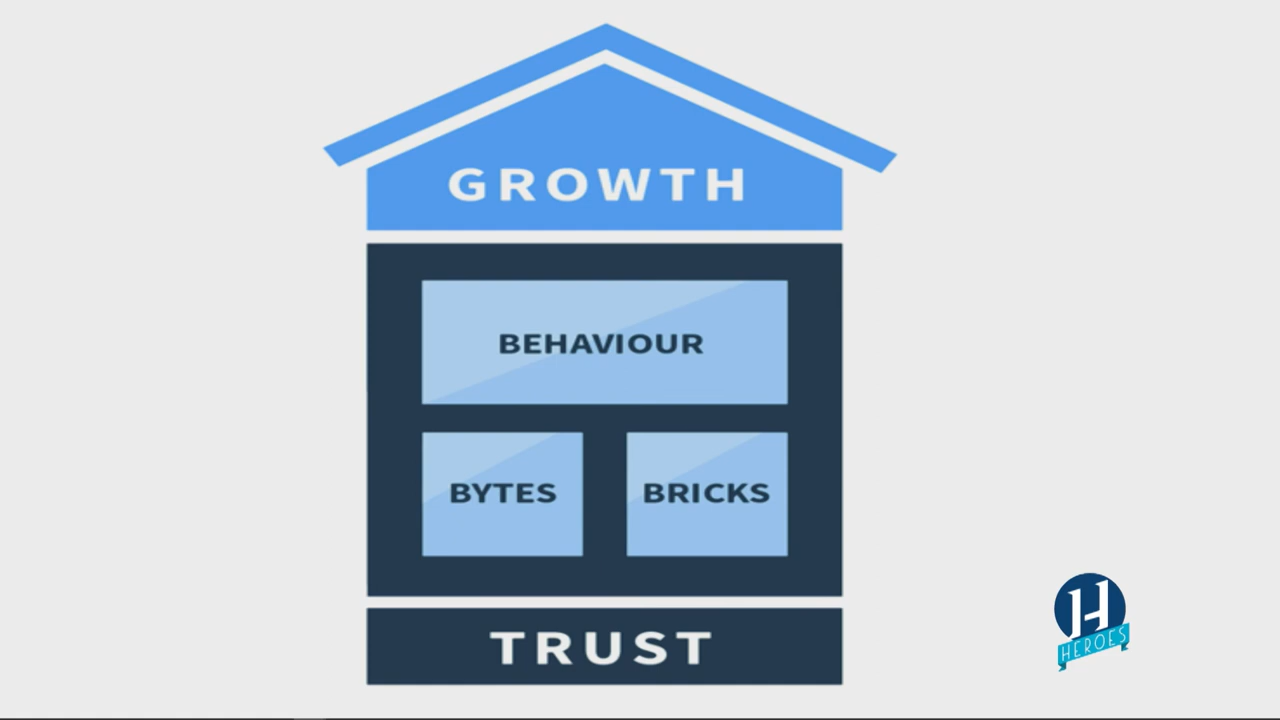 GROWTH
BEHAVIOUR
BYTES
BRICKS
TRUST
H
HEROES